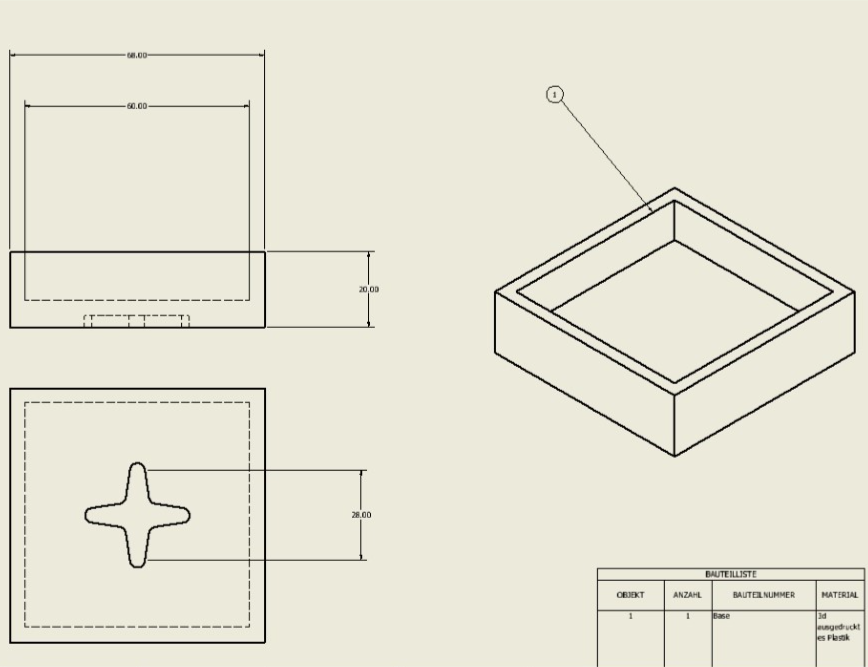 68.00
60.00
1
20.00
28.00
BAUTEILLISTE
OBJEKT ANZAHL BAUTEILNUMMER MATERIAL
1 1 Base 3d
ausgedruckt
es Plastik